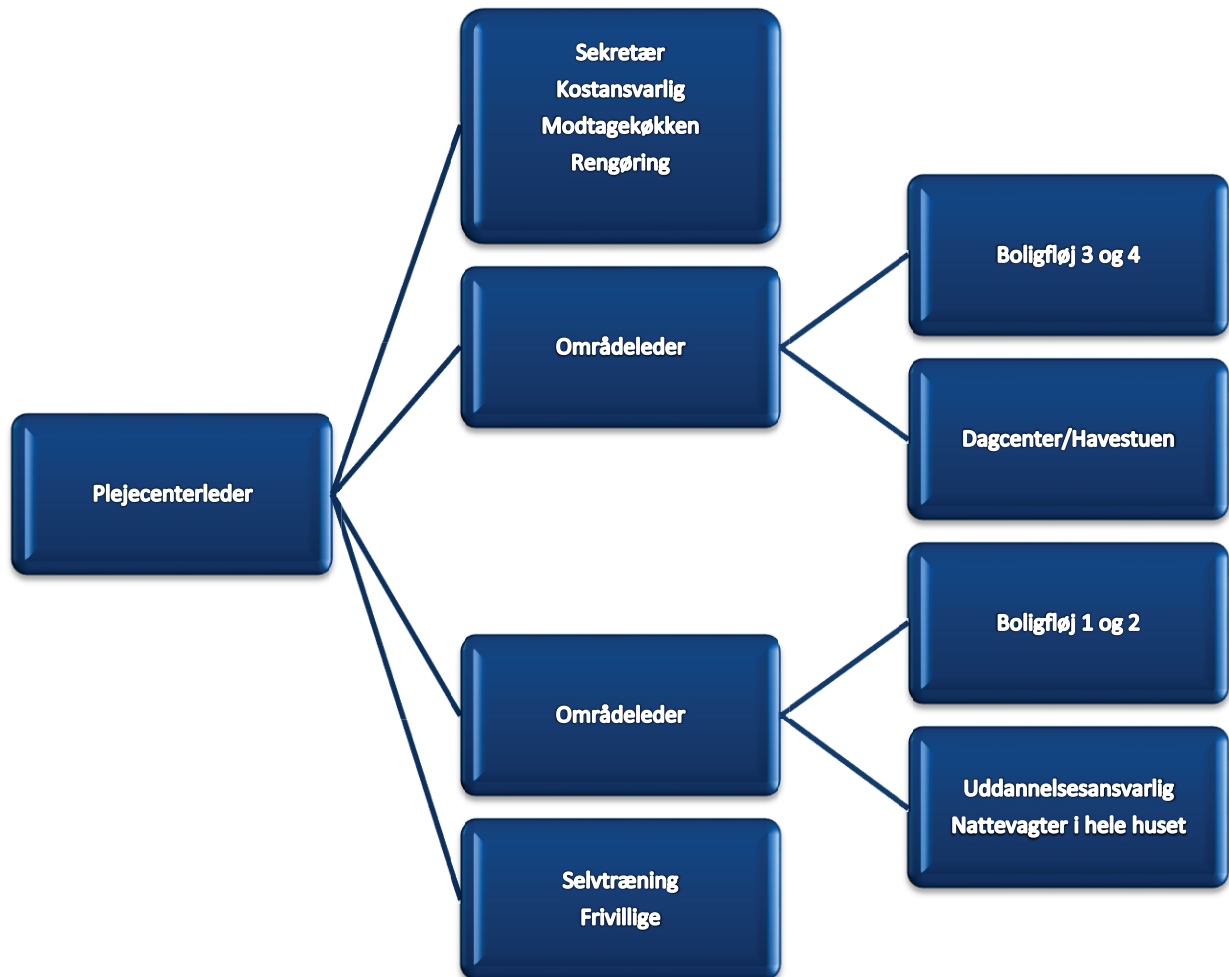 Sekretær
Kostansvarlig
Modtagekøkken
Rengøring
Boligfløj 3 og 4
Områdeleder
Dagcenter/Havestuen
Plejecenterleder
Boligfløj 1 og 2
Områdeleder
Uddannelsesansvarlig
Nattevagter i hele huset
Selvtræning
Frivillige